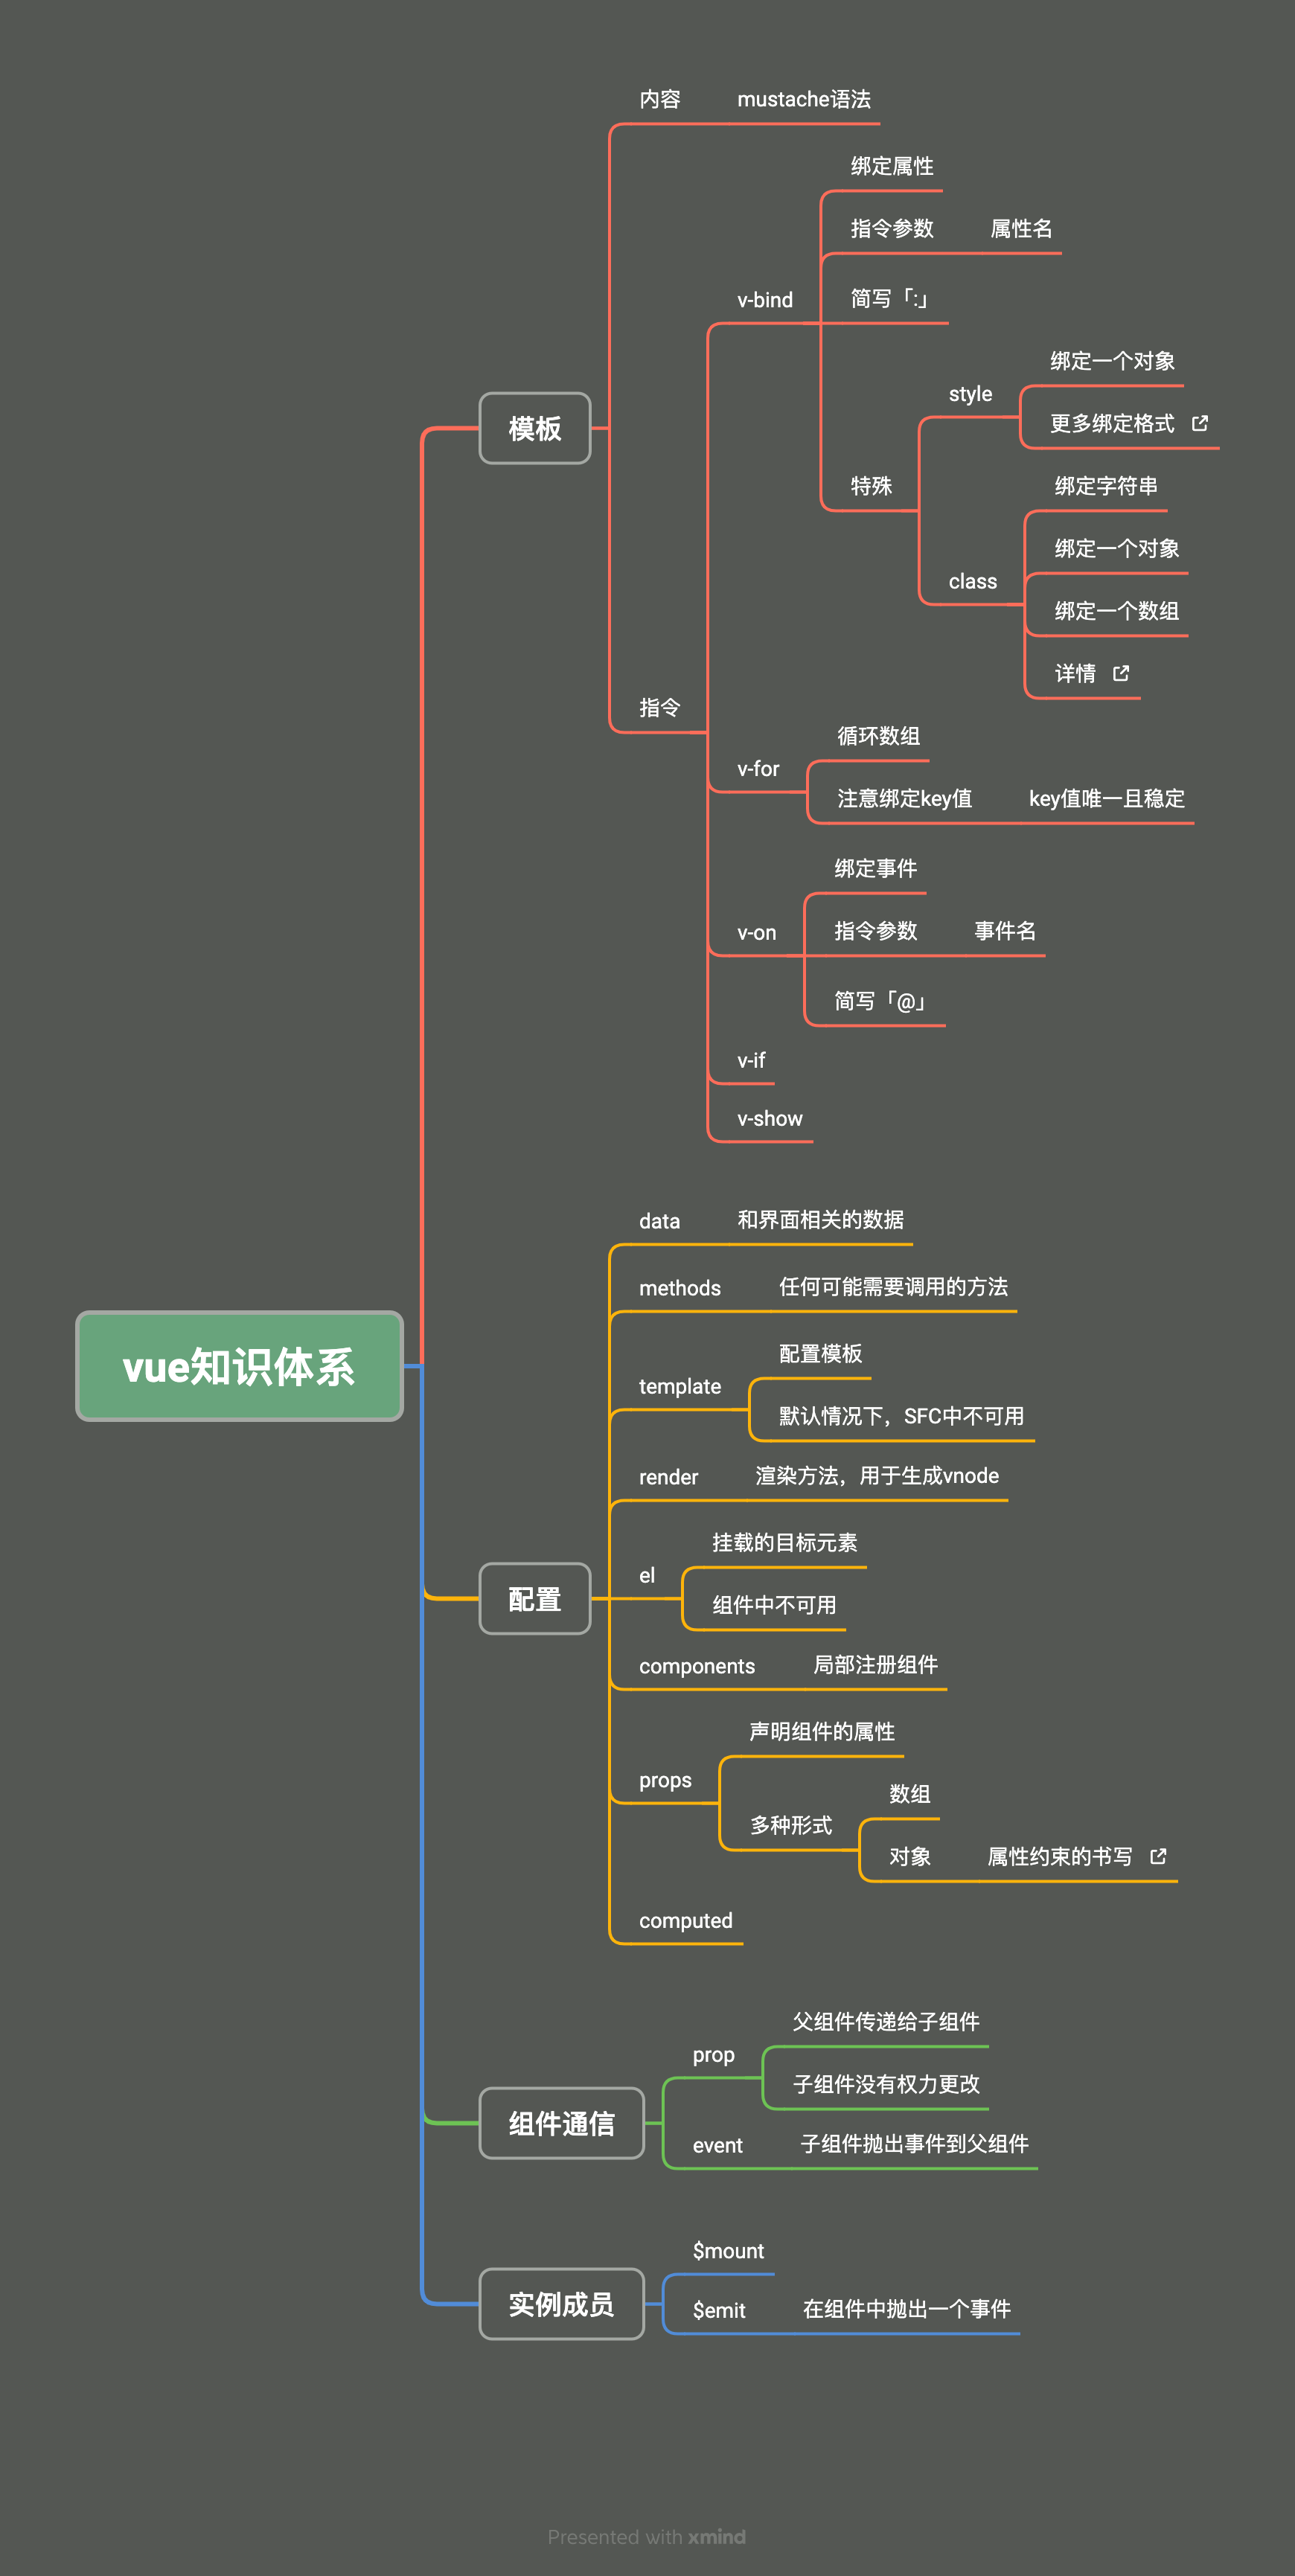 vue知识体系
模板
内容
mustache语法
指令
v-bind
绑定属性
指令参数
属性名
简写「:」
特殊
style
绑定一个对象
更多绑定格式
class
绑定字符串
绑定一个对象
绑定一个数组
详情
v-for
循环数组
注意绑定key值
key值唯一且稳定
v-on
绑定事件
指令参数
事件名
简写「@」
v-if
v-show
配置
data
和界面相关的数据
methods
任何可能需要调用的方法
template
配置模板
默认情况下，SFC中不可用
render
渲染方法，用于生成vnode
el
挂载的目标元素
组件中不可用
components
局部注册组件
props
声明组件的属性
多种形式
数组
对象
属性约束的书写
computed
组件通信
prop
父组件传递给子组件
子组件没有权力更改
event
子组件抛出事件到父组件
实例成员
$mount
$emit
在组件中抛出一个事件
Presented with xmind